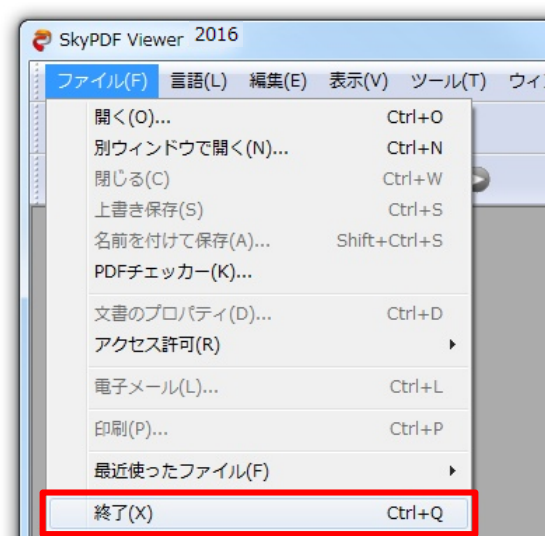 SkyPDF Viewer 2016
ファイル(F) 言語(L) 編集(E) 表示(V) ツール(T)
開く(O)... Ctrl+O
別ウィンドウで開く(N)... Ctrl+N
閉じる(C) Ctrl+W
上書き保存(S) Ctrl+S
名前を付けて保存(A)... Shift+Ctrl+S
PDFチェッカー(K)...
文書のプロパティ(D)... Ctrl+D
アクセス許可(R)
電子メール(L)... Ctrl+L
印刷(P)... Ctrl+P
最近使ったファイル(F)
終了(X) Ctrl+Q